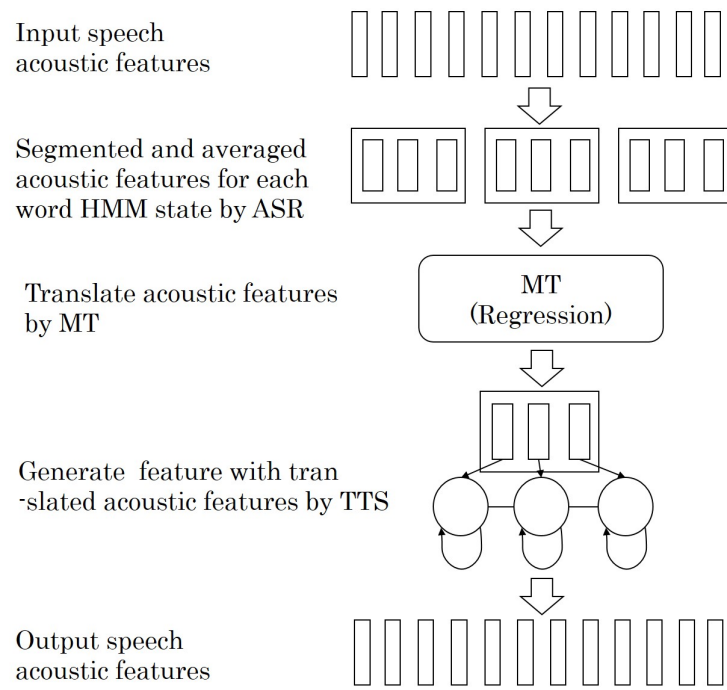 Input speech
acoustic features
Segmented and averaged
acoustic features for each
word HMM state by ASR
Translate acoustic features
by MT
MT
(Regression)
Generate feature with tran
-slated acoustic features by TTS
Output speech
acoustic features